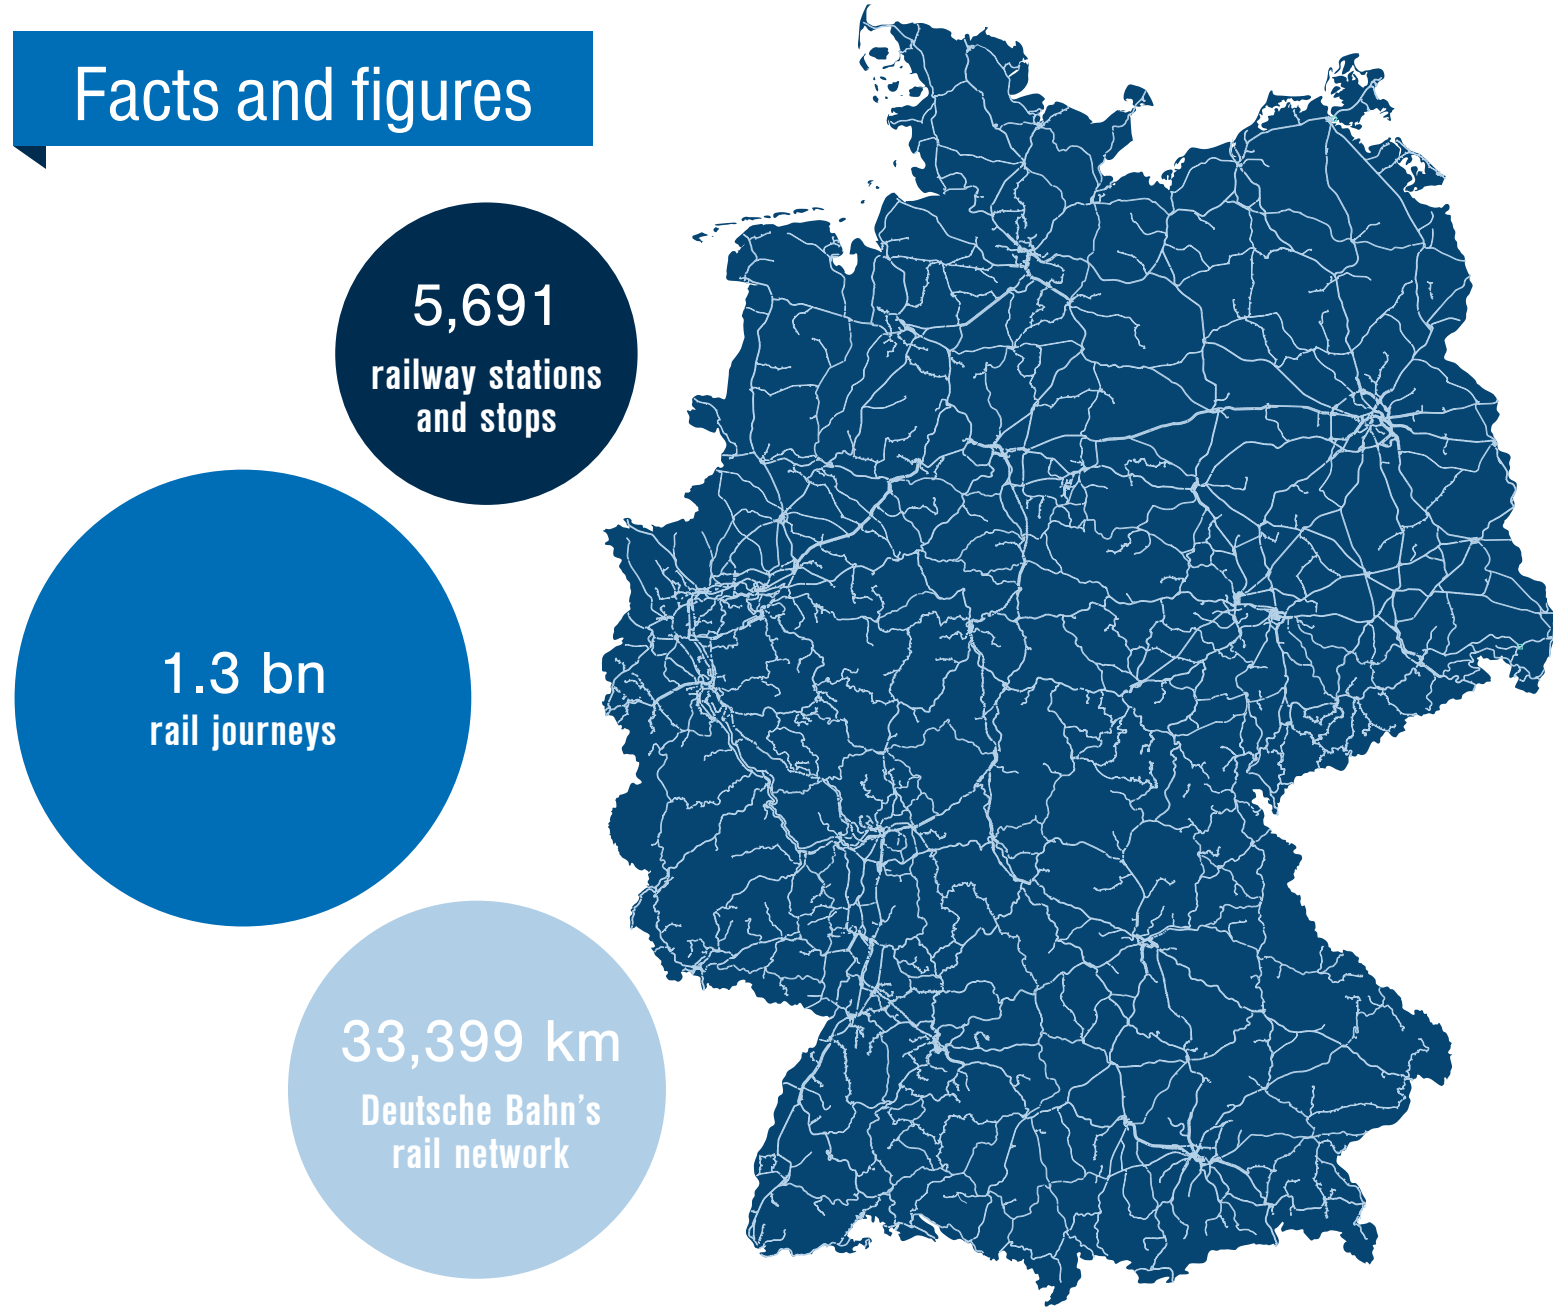 Facts and figures
5,691
railway stations
and stops
1.3 bn
rail journeys
33,399 km
Deutsche Bahn’s
rail network